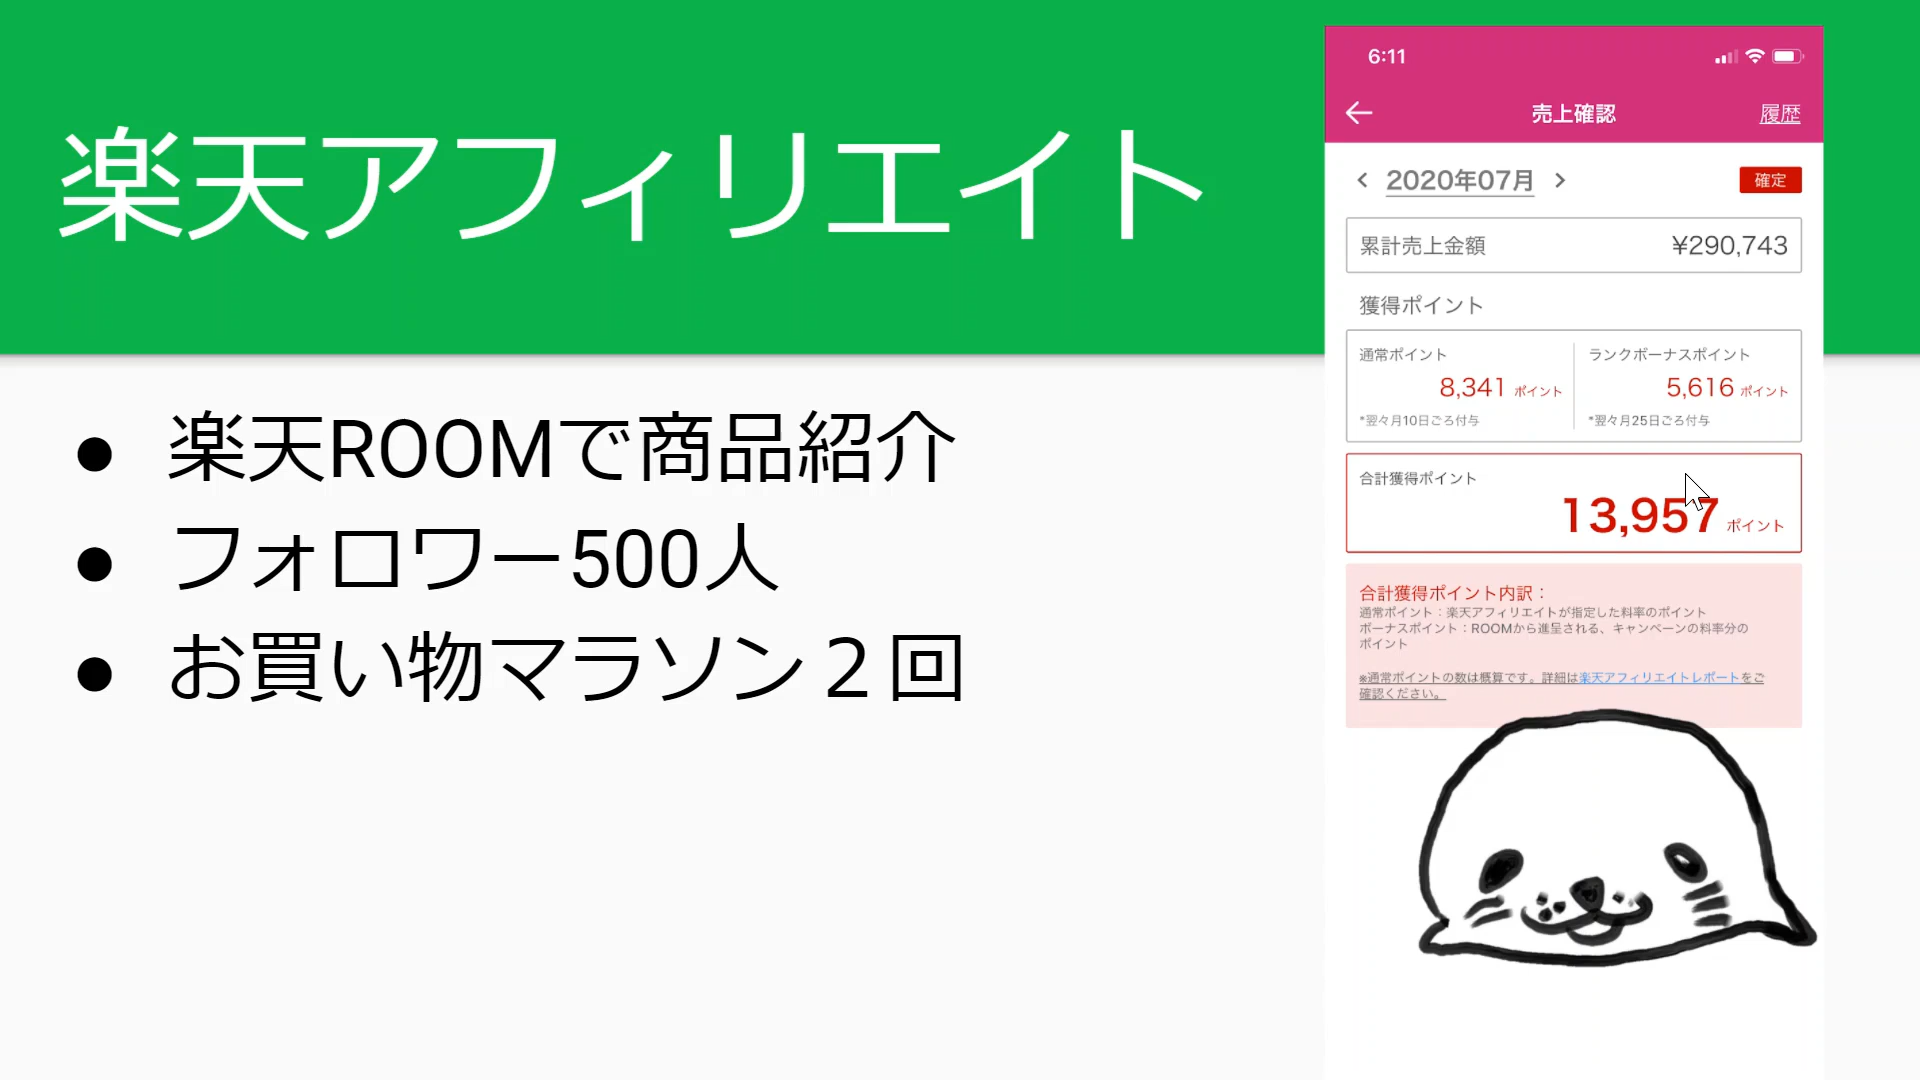 楽天アフィリエイト
● 楽天ROOMで商品紹介
● フォロワー500人
● お買い物マラソン２回
6:11
売上確認
履歴
2020年07月
確定
累計売上金額 ¥290,743
獲得ポイント
通常ポイント
8,341 ポイント
*翌々月10日ごろ付与
ランクボーナスポイント
5,616 ポイント
*翌々月25日ごろ付与
合計獲得ポイント
13,957 ポイント
合計獲得ポイント内訳：
通常ポイント：楽天アフィリエイトが指定した料率のポイント
ボーナスポイント：ROOMから進呈される、キャンペーンの料率分の
ポイント
※通常ポイントの数は概算です。詳細は楽天アフィリエイトレポートをご
確認ください。